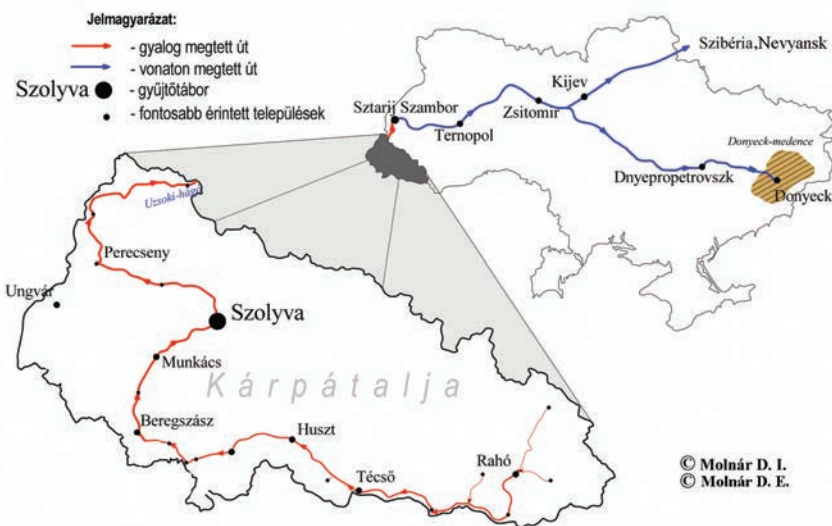 Jelmagyarázat:
- gyalog megtett út
- vonaton megtett út
Szolyva - gyűjtőtábor
- fontosabb érintett települések
Szibéria,Nevyansk
Kijev
Sztarij Szambor
Zsitomir
Ternopol
Donyeck-medence
Dnyepropetrovszk
Donyeck
Uzsoki-hágó
Perecseny
Ungvár
Szolyva
Munkács
Kárpátalja
Beregszász
Huszt
Rahó
Técső
© Molnár D. I.
© Molnár D. E.